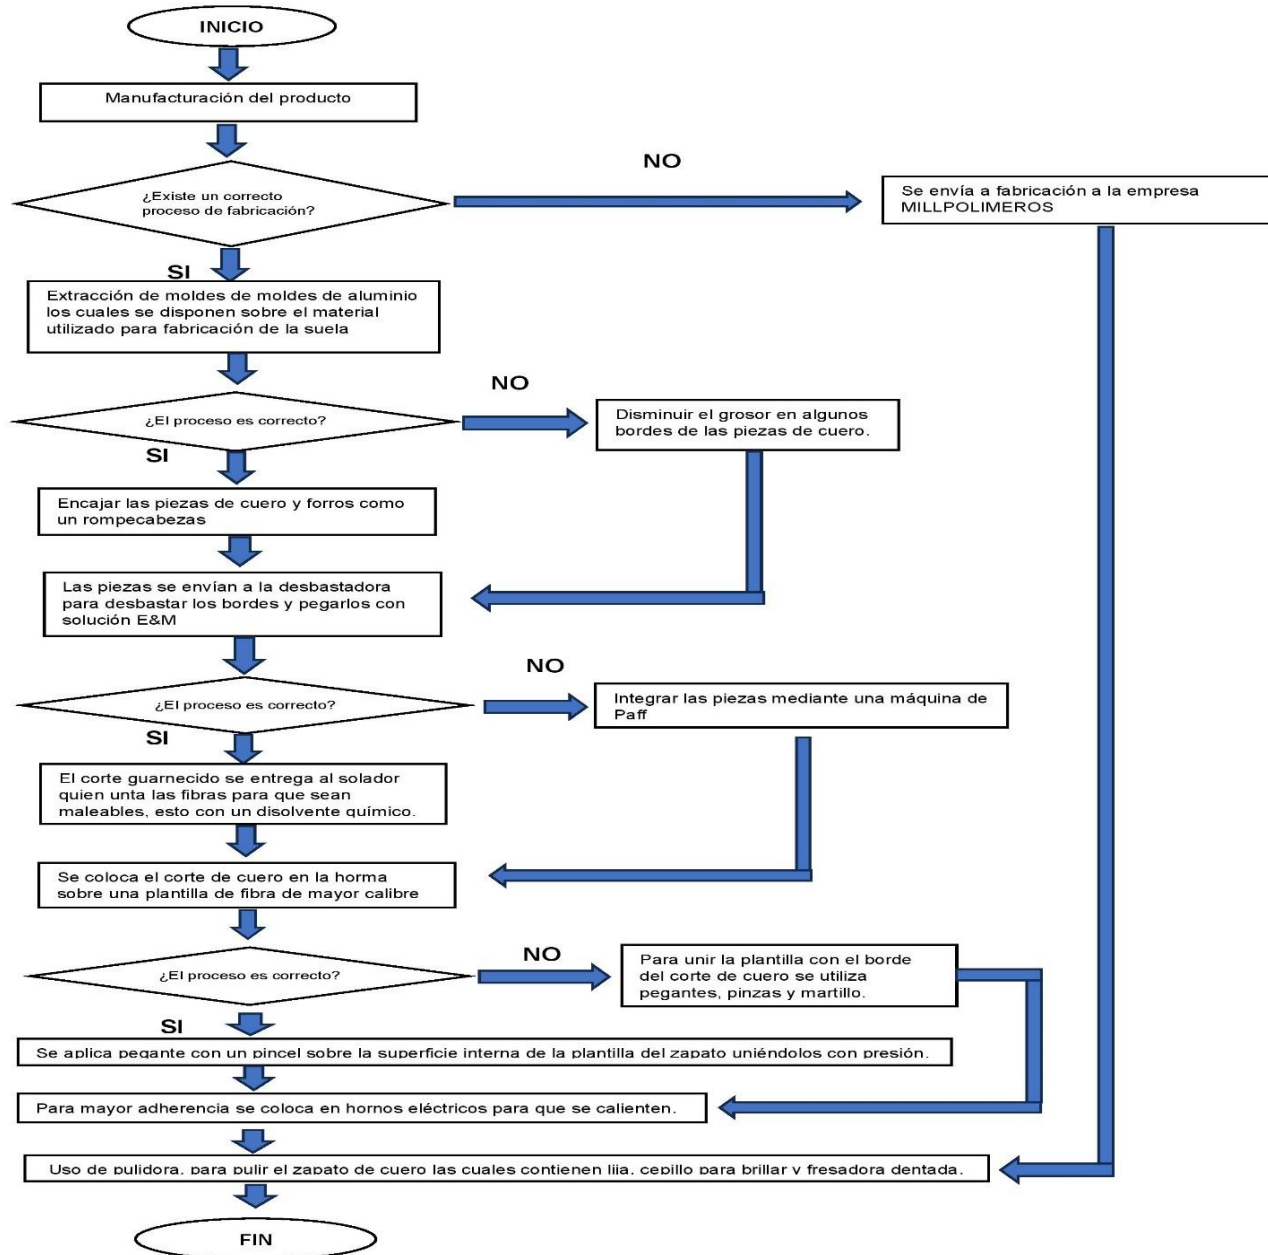 INICIO
Manufacturación del producto
NO
¿Existe un correcto
proceso de fabricación?
Se envía a fabricación a la empresa
MILLPOLIMEROS
SI
Extracción de moldes de moldes de aluminio
los cuales se disponen sobre el material
utilizado para fabricación de la suela
NO
¿El proceso es correcto?
Disminuir el grosor en algunos
bordes de las piezas de cuero.
SI
Encajar las piezas de cuero y forros como
un rompecabezas
Las piezas se envían a la desbastadora
para desbastar los bordes y pegarlos con
solución E&M
NO
¿El proceso es correcto?
Integrar las piezas mediante una máquina de
Paff
SI
El corte guarnecido se entrega al solador
quien unta las fibras para que sean
maleables, esto con un disolvente químico.
Se coloca el corte de cuero en la horma
sobre una plantilla de fibra de mayor calibre
NO
¿El proceso es correcto?
Para unir la plantilla con el borde
del corte de cuero se utiliza
pegantes, pinzas y martillo.
SI
Se aplica pegante con un pincel sobre la superficie interna de la plantilla del zapato uniéndolos con presión.
Para mayor adherencia se coloca en hornos eléctricos para que se calienten.
Uso de pulidora, para pulir el zapato de cuero las cuales contienen lija, cepillo para brillar y fresadora dentada.
FIN